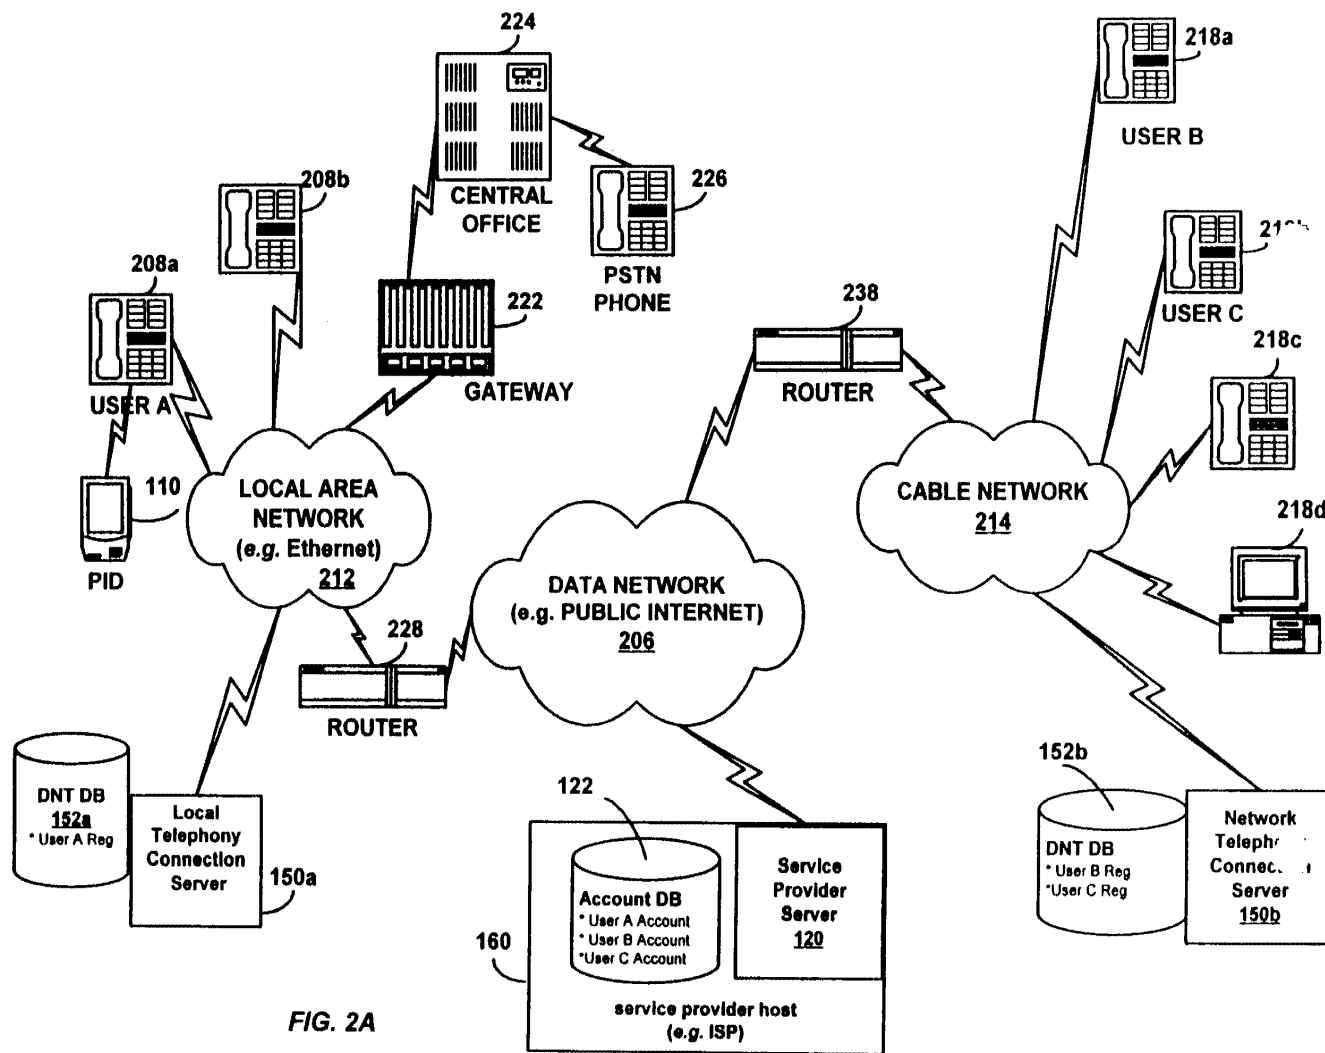 224
218a
USER B
208b
CENTRAL
OFFICE
226
PSTN
PHONE
208a
USER A
222
GATEWAY
238
ROUTER
USER C
218c
110
PID
LOCAL AREA
NETWORK
(e.g. Ethernet)
212
CABLE NETWORK
214
218d
DATA NETWORK
(e.g. PUBLIC INTERNET)
206
228
ROUTER
DNT DB
152a
* User A Reg
Local
Telephony
Connection
Server
150a
122
Account DB
* User A Account
* User B Account
*User C Account
Service
Provider
Server
120
160
service provider host
(e.g. ISP)
152b
DNT DB
* User B Reg
*User C Reg
Network
Server
150b
FIG. 2A